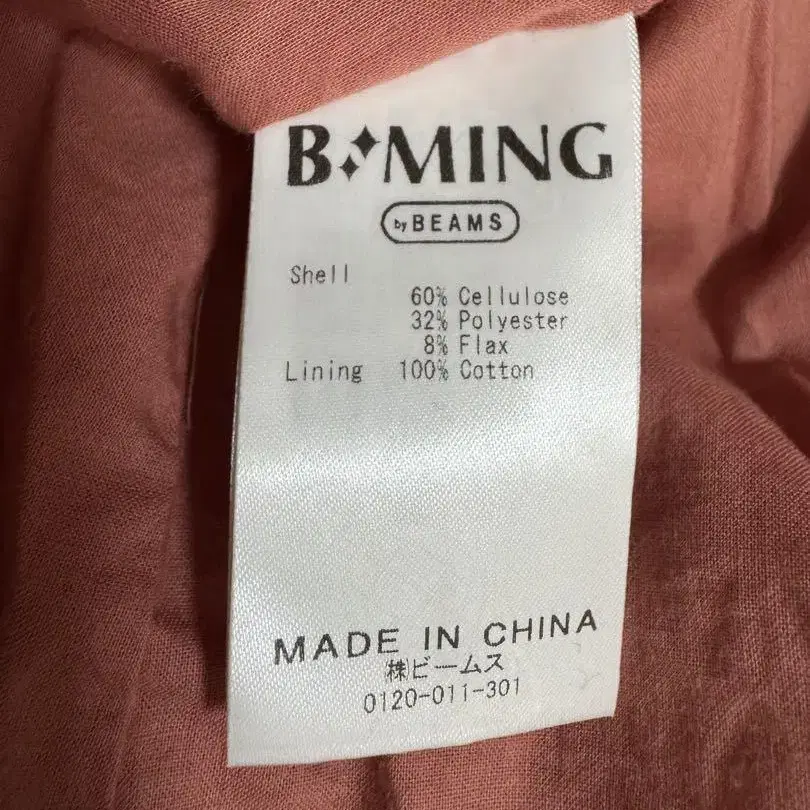 B MING
by BEAMS
Shell
60% Cellulose
32% Polyester
8% Flax
Lining 100% Cotton
MADE IN CHINA
㈱ビームス
0120-011-301